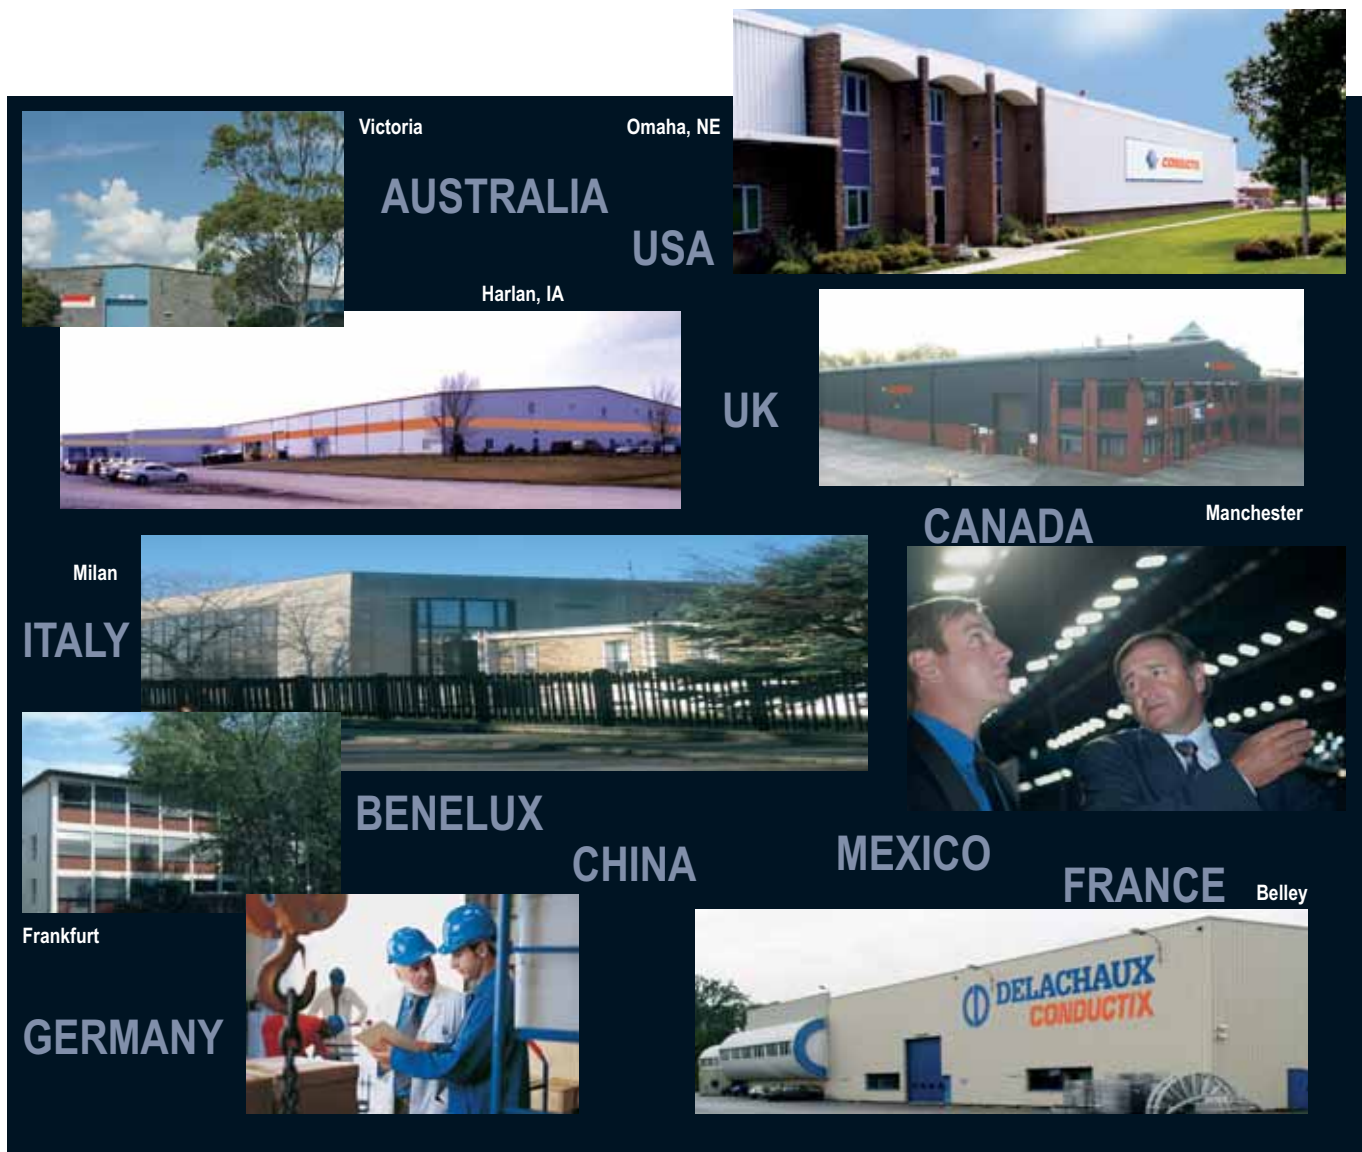 Victoria
Omaha, NE
AUSTRALIA
USA
CONDUCTIX
Harlan, IA
UK
CANADA
Manchester
Milan
ITALY
BENELUX
CHINA
MEXICO
FRANCE
Belley
Frankfurt
GERMANY
DELACHAUX
CONDUCTIX